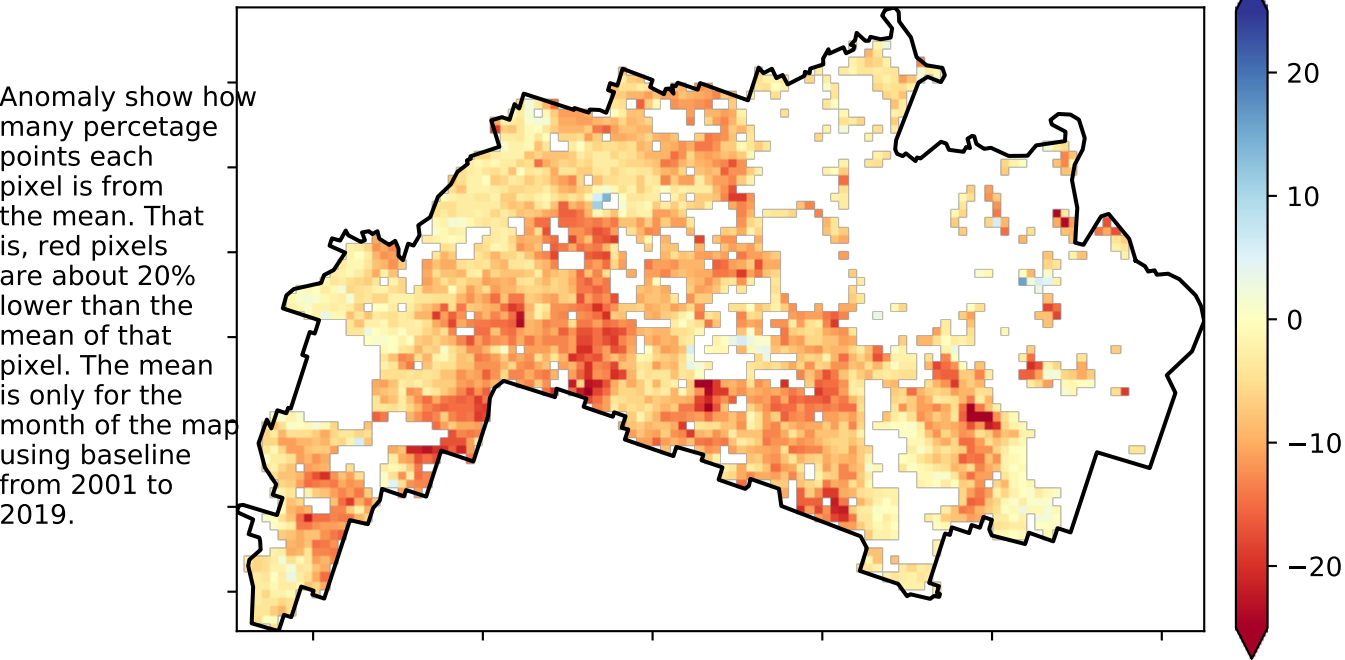 Anomaly show how
many percetage
points each
pixel is from
the mean. That
is, red pixels
are about 20%
lower than the
mean of that
pixel. The mean
is only for the
month of the map
using baseline
from 2001 to
2019.
20
10
0
−10
−20